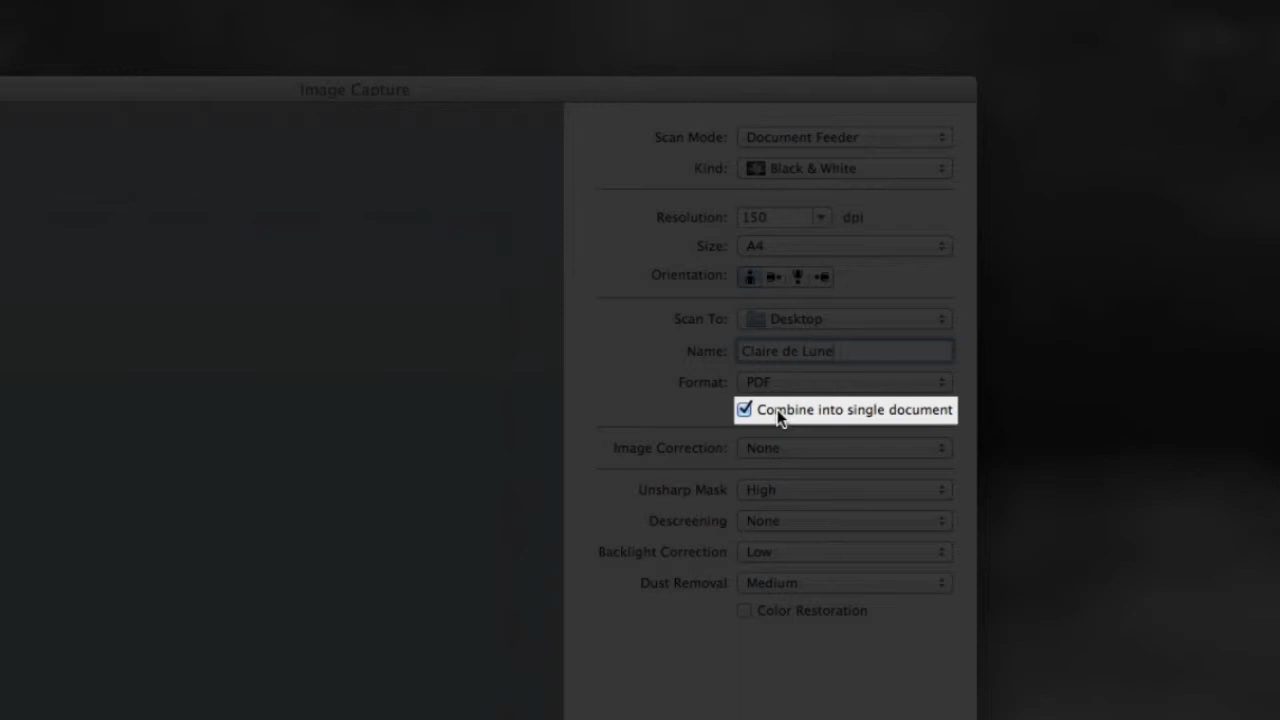 Image Capture
Scan Mode: Document Feeder
Kind: Black & White
Resolution: 150 dpi
Size: A4
Orientation:
Scan To: Desktop
Name: Claire de Lune
Format: PDF
Combine into single document
Image Correction: None
Unsharp Mask High
Descreening None
Backlight Correction Low
Dust Removal Medium
Color Restoration